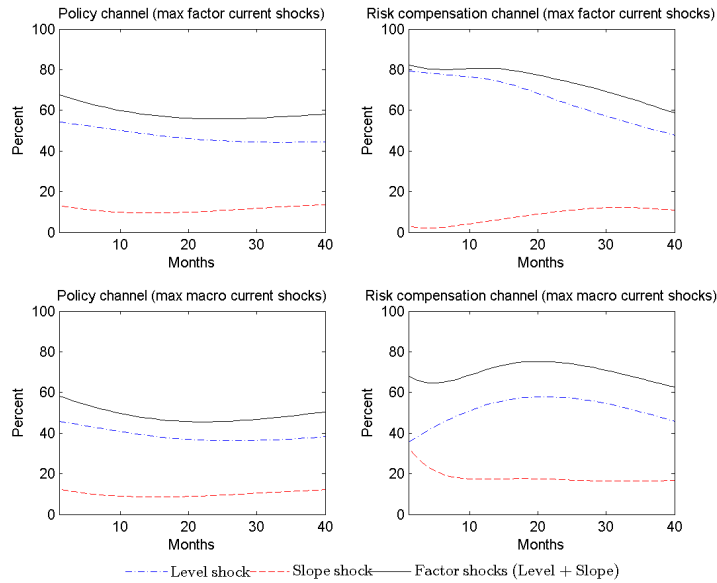 Policy channel (max factor current shocks)
Percent
100
80
60
40
20
0
10
20
30
40
Months
Risk compensation channel (max factor current shocks)
Percent
100
80
60
40
20
0
10
20
30
40
Months
Policy channel (max macro current shocks)
Percent
100
80
60
40
20
0
10
20
30
40
Months
Risk compensation channel (max macro current shocks)
Percent
100
80
60
40
20
0
10
20
30
40
Months
Level shock
Slope shock
Factor shocks (Level + Slope)